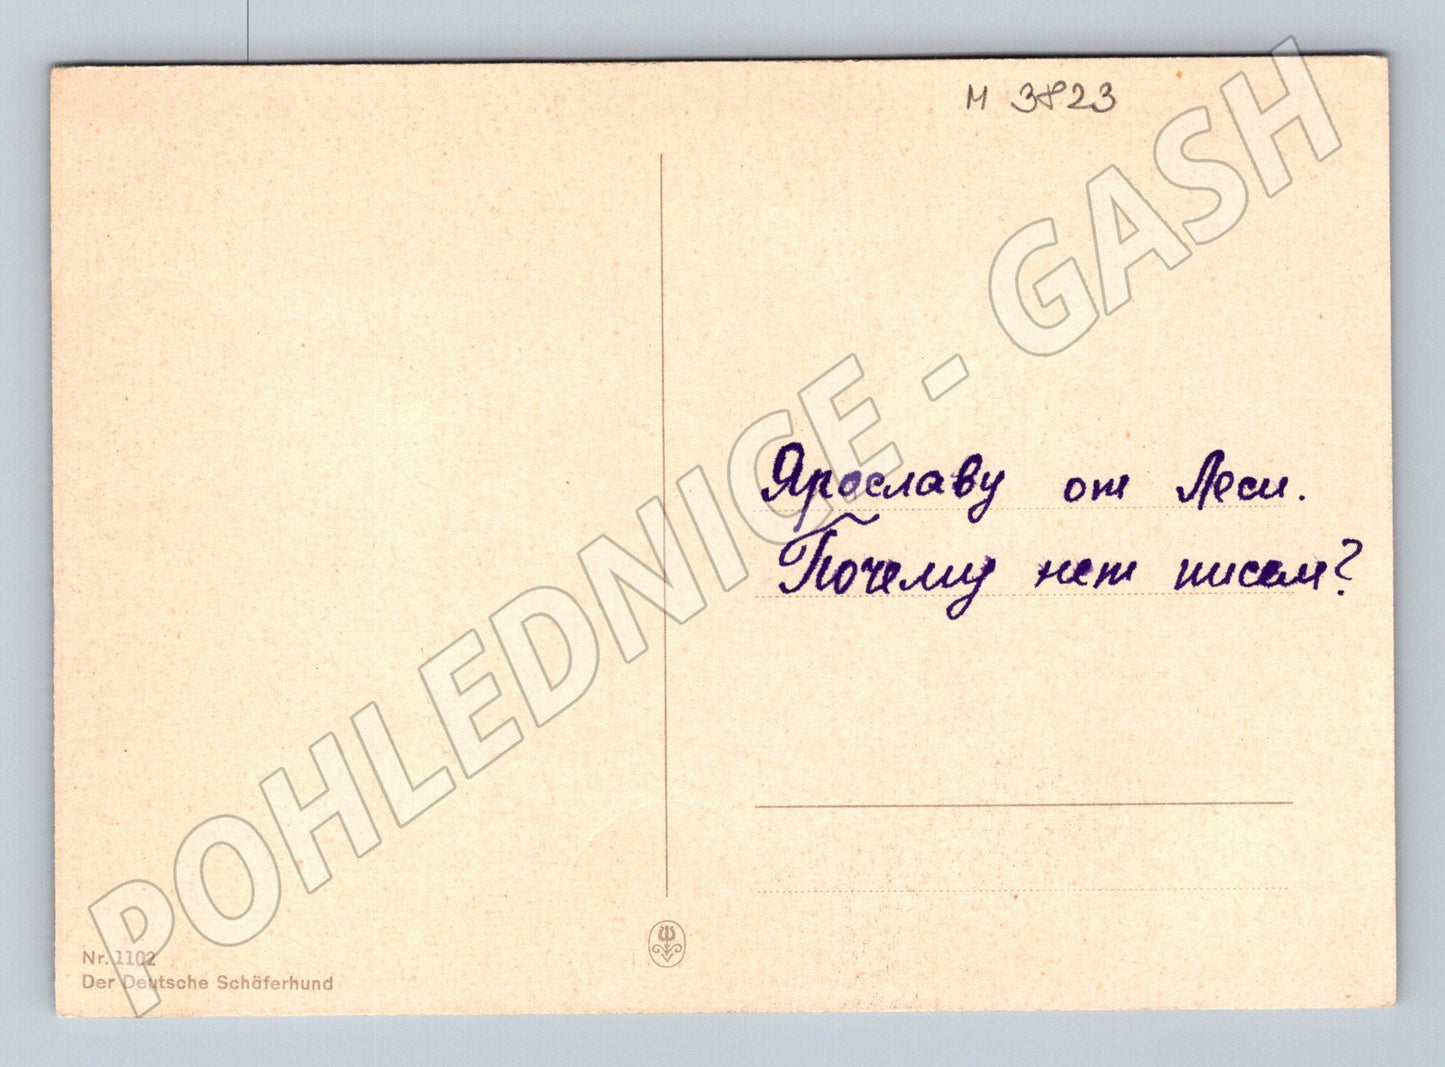 М 3823
Ярославу от Леси.
Почему нет писем?
Nr. 1102
Der Deutsche Schäferhund
POHLEDNICE - GASH